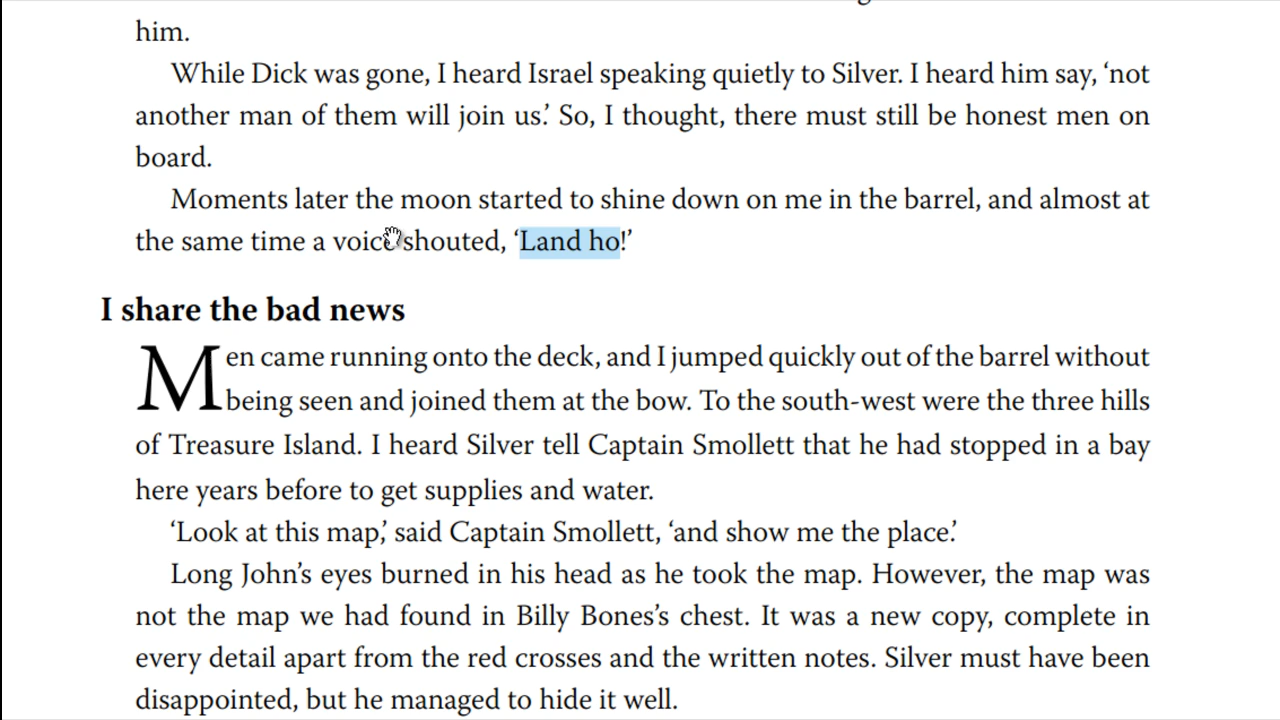 him.
While Dick was gone, I heard Israel speaking quietly to Silver. I heard him say, ‘not
another man of them will join us.’ So, I thought, there must still be honest men on
board.
Moments later the moon started to shine down on me in the barrel, and almost at
the same time a voice shouted, ‘Land ho!’
I share the bad news
Men came running onto the deck, and I jumped quickly out of the barrel without
being seen and joined them at the bow. To the south-west were the three hills
of Treasure Island. I heard Silver tell Captain Smollett that he had stopped in a bay
here years before to get supplies and water.
‘Look at this map,’ said Captain Smollett, ‘and show me the place.’
Long John’s eyes burned in his head as he took the map. However, the map was
not the map we had found in Billy Bones’s chest. It was a new copy, complete in
every detail apart from the red crosses and the written notes. Silver must have been
disappointed, but he managed to hide it well.